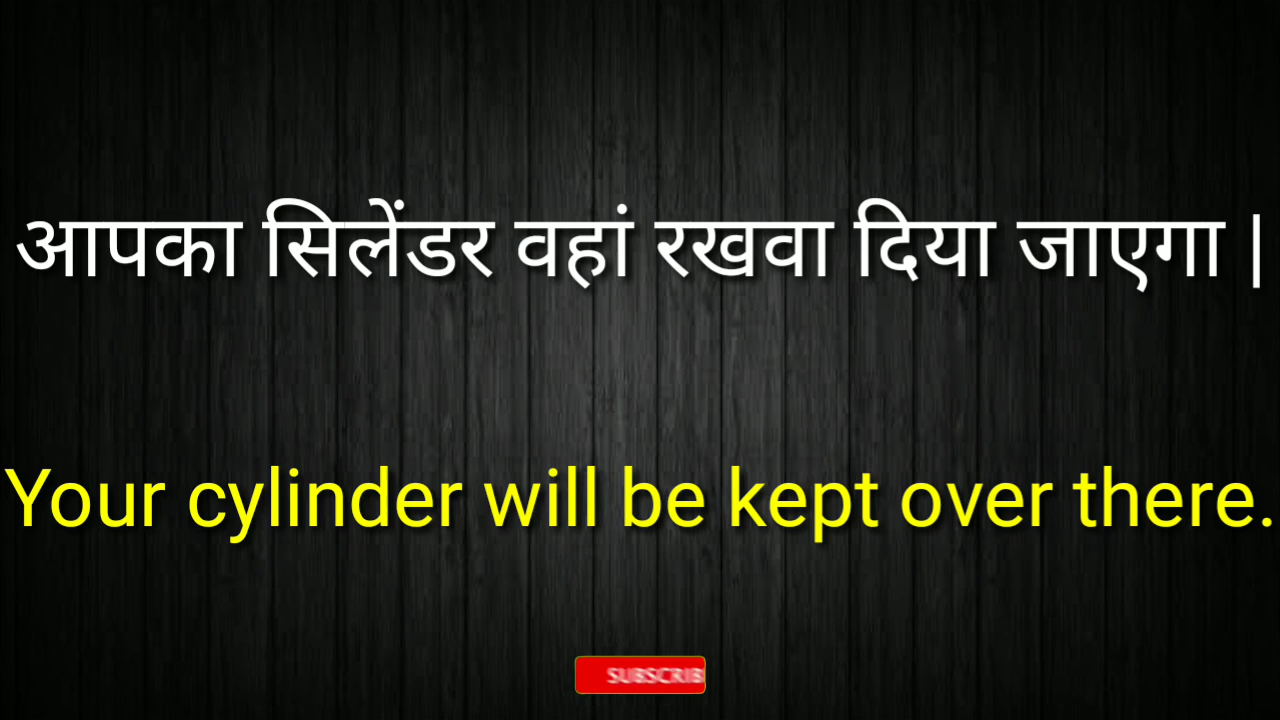 आपका सिलेंडर वहां रखवा दिया जाएगा |
Your cylinder will be kept over there.
SUBSCRIB